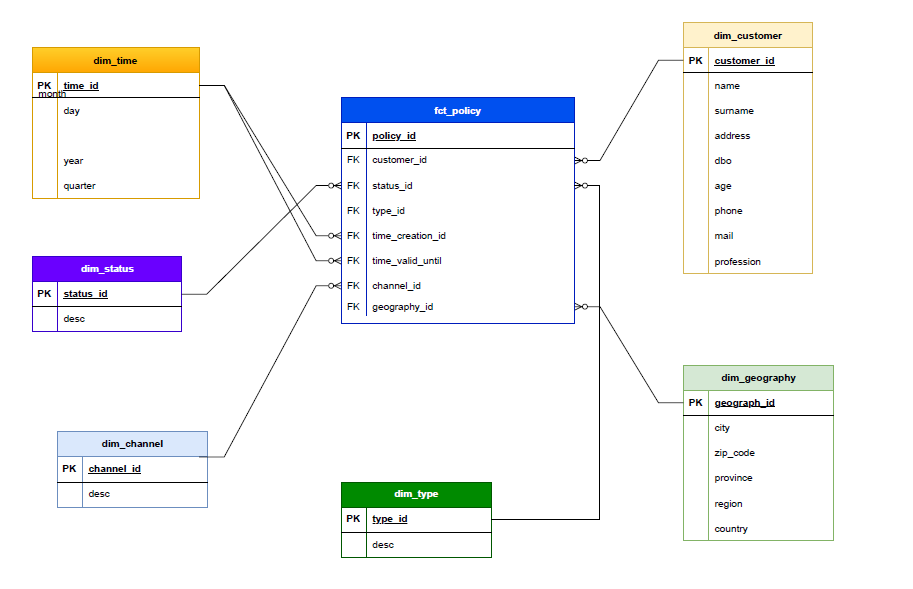 dim_time
PK time_id
month
day
year
quarter
dim_status
PK status_id
desc
dim_channel
PK channel_id
desc
fct_policy
PK policy_id
FK customer_id
FK status_id
FK type_id
FK time_creation_id
FK time_valid_until
FK channel_id
FK geography_id
dim_type
PK type_id
desc
dim_customer
PK customer_id
name
surname
address
dbo
age
phone
mail
profession
dim_geography
PK geograph_id
city
zip_code
province
region
country